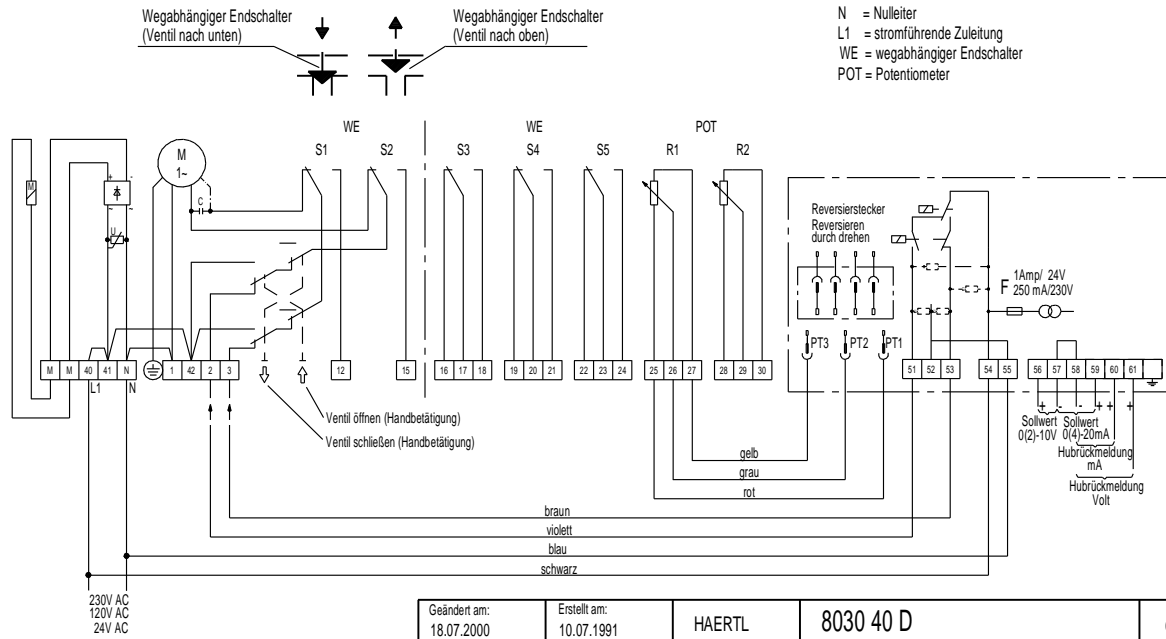 Wegabhängiger Endschalter
(Ventil nach unten)
Wegabhängiger Endschalter
(Ventil nach oben)
N = Nulleiter
L1 = stromführende Zuleitung
WE = wegabhängiger Endschalter
POT = Potentiometer
WE
WE
POT
S1
S2
S3
S4
S5
R1
R2
M
1~
M
+
-
~
~
U
C
Reversierstecker
Reversieren
durch drehen
F
1Amp/ 24V
250 mA/230V
PT3
PT2
PT1
M
M
40
41
N
1
42
2
3
12
15
16
17
18
19
20
21
22
23
24
25
26
27
28
29
30
51
52
53
54
55
56
57
58
59
60
61
L1
N
+
-
-
+
+
+
Sollwert
0(2)-10V
Sollwert
0(4)-20mA
Hubrückmeldung
mA
Hubrückmeldung
Volt
Ventil öffnen (Handbetätigung)
Ventil schließen (Handbetätigung)
gelb
grau
rot
braun
violett
blau
schwarz
230V AC
120V AC
24V AC
Geändert am:
18.07.2000
Erstellt am:
10.07.1991
HAERTL
8030 40 D